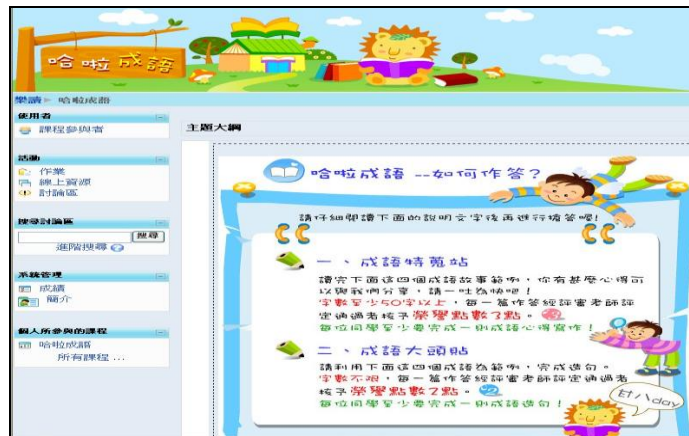 哈啦成語
樂讀 ► 哈啦成語
使用者
課程參與者
活動
作業
線上資源
討論區
搜尋討論區
搜尋
進階搜尋
系統管理
成績
簡介
個人所參與的課程
哈啦成語
所有課程 ...
主題大綱
哈啦成語 --如何作答?
請仔細閱讀下面的說明文字後再進行搶答喔!
一、成語特蒐站
讀完下面這四個成語故事範例，你有甚麼心得可
以與我們分享，請一吐為快吧!
字數至少50字以上，每一篇作答經評審老師評
定通過者核予榮譽點數3點。
每位同學至少要完成一則成語心得寫作!
二、成語大頭貼
請利用下面這四個成語為範例，完成造句。
字數不限，每一篇作答經評審老師評定通過者
核予榮譽點數2點。
每位同學至少要完成一則成語造句!